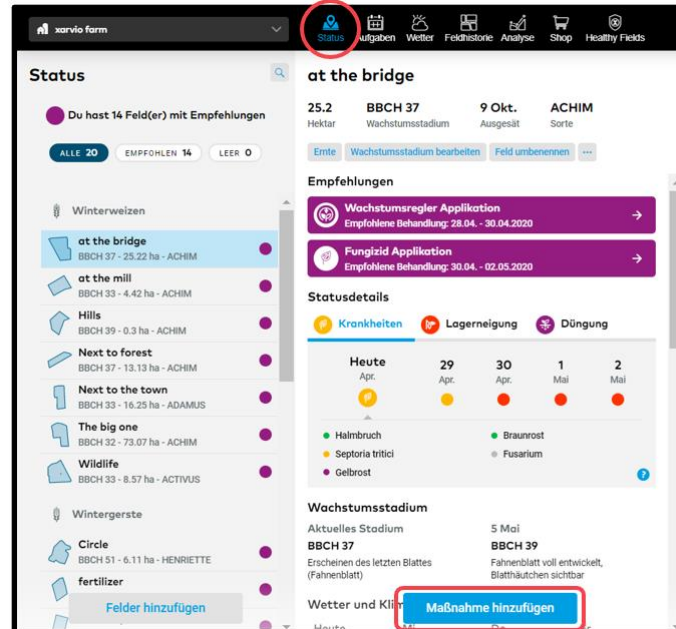 xarvio farm
Status
Aufgaben
Wetter
Feldhistorie
Analyse
Shop
Healthy Fields
Status
Du hast 14 Feld(er) mit Empfehlungen
ALLE 20
EMPFOHLEN 14
LEER 0
Winterweizen
at the bridge
BBCH 37 - 25.22 ha - ACHIM
at the mill
BBCH 33 - 4.42 ha - ACHIM
Hills
BBCH 39 - 0.3 ha - ACHIM
Next to forest
BBCH 37 - 13.13 ha - ACHIM
Next to the town
BBCH 33 - 16.25 ha - ADAMUS
The big one
BBCH 32 - 73.07 ha - ACHIM
Wildlife
BBCH 33 - 8.57 ha - ACTIVUS
Wintergerste
Circle
BBCH 51 - 6.11 ha - HENRIETTE
fertilizer
Felder hinzufügen
at the bridge
25.2 BBCH 37 9 Okt. ACHIM
Hektar Wachstumsstadium Ausgesät Sorte
Ernte Wachstumsstadium bearbeiten Feld umbenennen ...
Empfehlungen
Wachstumsregler Applikation
Empfohlene Behandlung: 28.04. - 30.04.2020
Fungizid Applikation
Empfohlene Behandlung: 30.04. - 02.05.2020
Statusdetails
Krankheiten Lagerneigung Düngung
Heute 29 30 1 2
Apr. Apr. Apr. Mai Mai
Halmbruch Braunrost
Septoria tritici Fusarium
Gelbrost
?
Wachstumsstadium
Aktuelles Stadium 5 Mai
BBCH 37 BBCH 39
Erscheinen des letzten Blattes Fahnenblatt voll entwickelt,
(Fahnenblatt) Blatthäutchen sichtbar
Wetter und
Maßnahme hinzufügen
Heute Mi Do